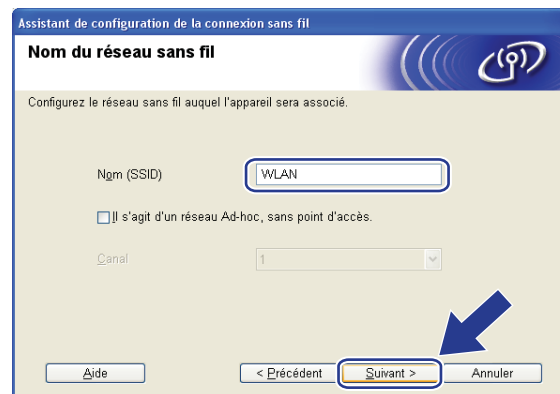 Assistant de configuration de la connexion sans fil
Nom du réseau sans fil
Configurez le réseau sans fil auquel l'appareil sera associé.
Nom (SSID) WLAN
Il s'agit d'un réseau Ad-hoc, sans point d'accès.
Canal 1
Aide < Précédent Suivant > Annuler